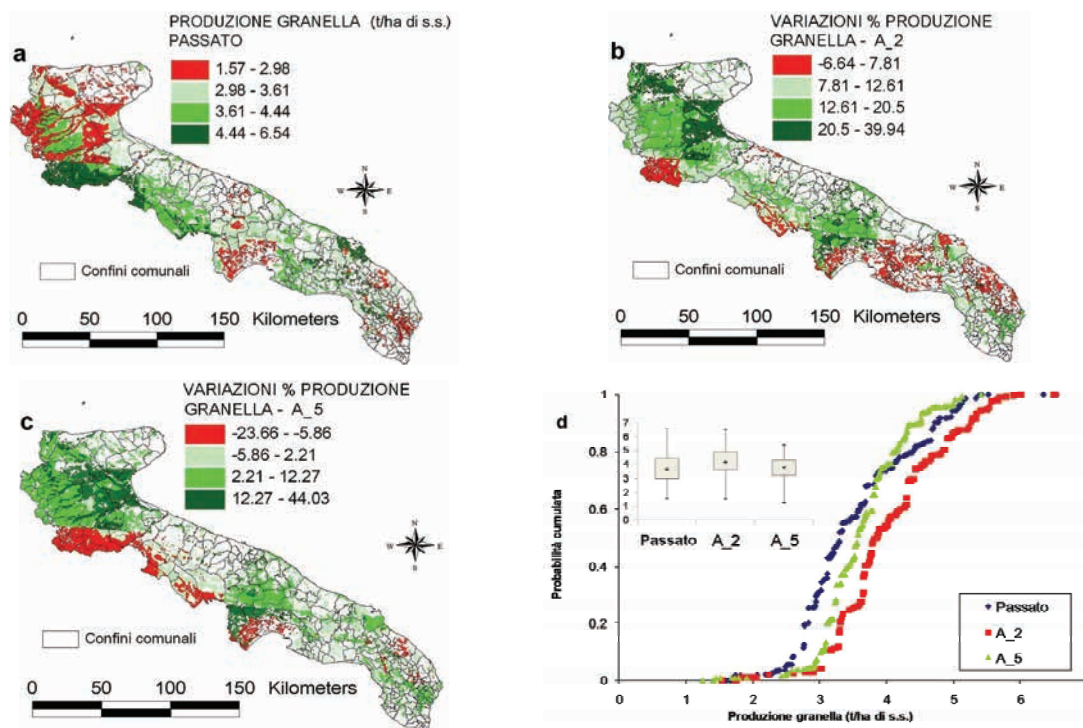 a
PRODUZIONE GRANELLA (t/ha di s.s.)
PASSATO
1.57 - 2.98
2.98 - 3.61
3.61 - 4.44
4.44 - 6.54
N
W E
S
Confini comunali
0 50 100 150 Kilometers
b
VARIAZIONI % PRODUZIONE
GRANELLA - A_2
-6.64 - 7.81
7.81 - 12.61
12.61 - 20.5
20.5 - 39.94
N
W E
S
Confini comunali
0 50 100 150 Kilometers
c
VARIAZIONI % PRODUZIONE
GRANELLA - A_5
-23.66 - -5.86
-5.86 - 2.21
2.21 - 12.27
12.27 - 44.03
N
W E
S
Confini comunali
0 50 100 150 Kilometers
d
Probabilità cumulata
1
0.8
0.6
0.4
0.2
0
7
6
5
4
3
2
1
0
Passato A_2 A_5
Passato
A_2
A_5
0 1 2 3 4 5 6
Produzione granella (t/ha di s.s.)